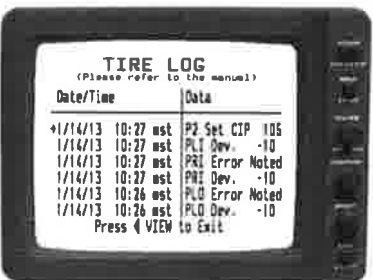 TIRE LOG
(Please refer to the manual)
Date/Time Data
→1/14/13 10:27 mst P2 Set CIP 105
1/14/13 10:27 mst PLI Dev. -10
1/14/13 10:27 mst PRI Error Noted
1/14/13 10:27 mst PRI Dev. -10
1/14/13 10:26 mst PLO Error Noted
1/14/13 10:26 mst PLO Dev. -10
Press ◀ VIEW to Exit